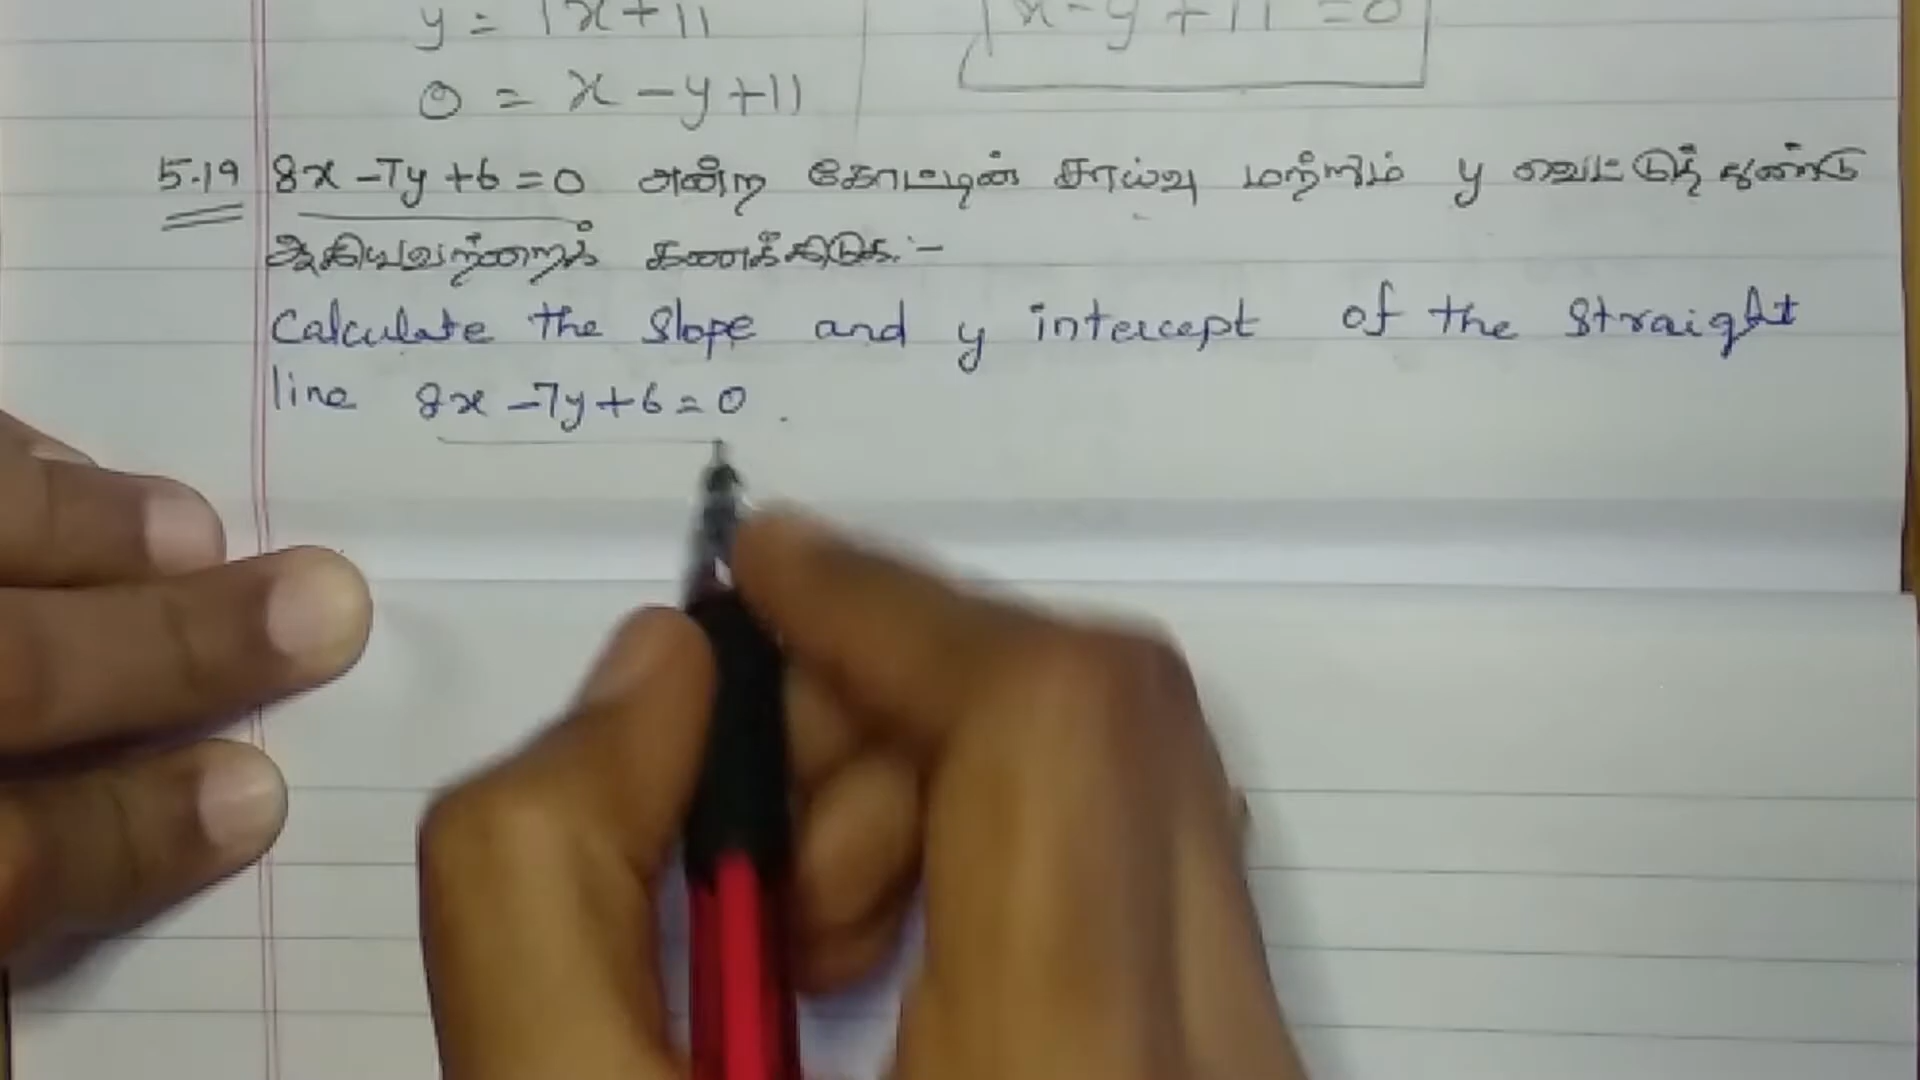 y = 1x + 11
x - y + 11 = 0
0 = x - y + 11
5.19 8x - 7y + 6 = 0 என்ற கோட்டின் சாய்வு மற்றும் y வெட்டுத் துண்டு
ஆகியவற்றைக் கணக்கிடுக :-
Calculate the Slope and y intercept of the Straight
line 8x - 7y + 6 = 0 .